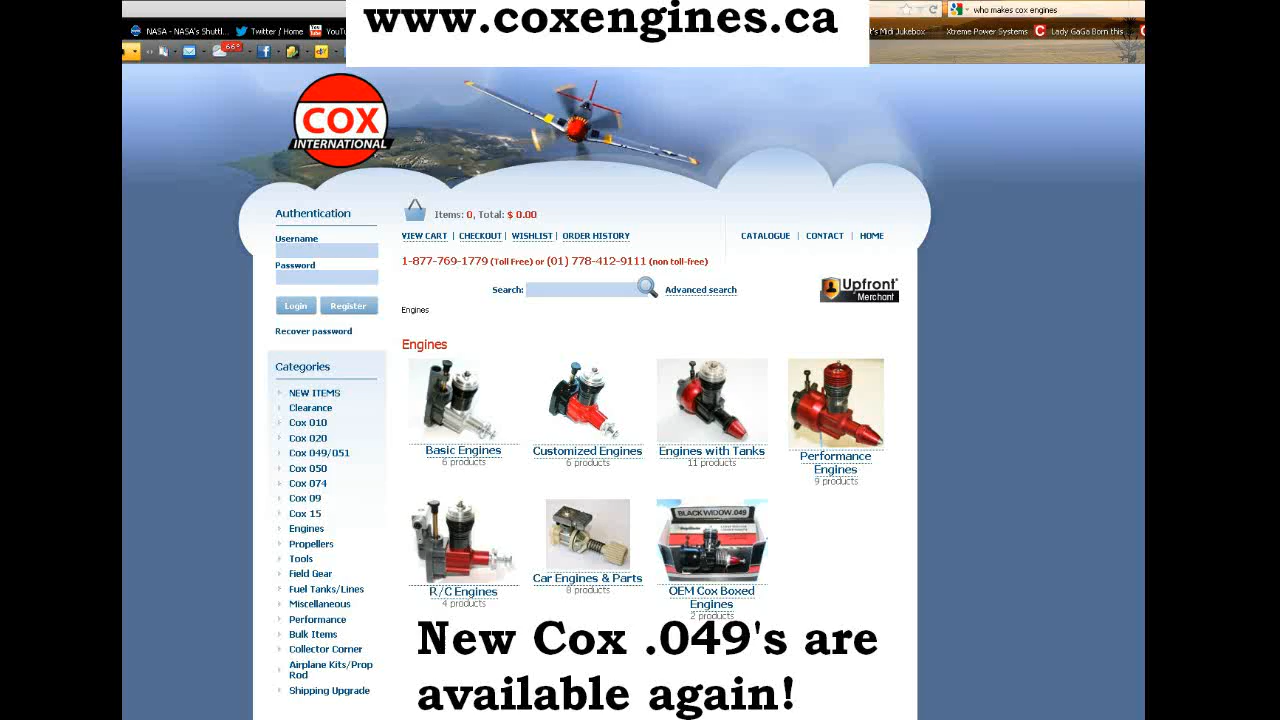 www.coxengines.ca
who makes cox engines
NASA - NASA's Shuttl...
Twitter / Home
YouTu
t's Midi Jukebox
Xtreme Power Systems
Lady GaGa Born this
66°
COX
INTERNATIONAL
Authentication
Username
Password
Login
Register
Recover password
Items: 0, Total: $ 0.00
VIEW CART | CHECKOUT | WISHLIST | ORDER HISTORY
CATALOGUE | CONTACT | HOME
1-877-769-1779 (Toll Free) or (01) 778-412-9111 (non toll-free)
Search:
Advanced search
Upfront
Merchant
Engines
Engines
Categories
NEW ITEMS
Clearance
Cox 010
Cox 020
Cox 049/051
Cox 050
Cox 074
Cox 09
Cox 15
Engines
Propellers
Tools
Field Gear
Fuel Tanks/Lines
Miscellaneous
Performance
Bulk Items
Collector Corner
Airplane Kits/Prop
Rod
Shipping Upgrade
Basic Engines
6 products
Customized Engines
6 products
Engines with Tanks
11 products
Performance
Engines
9 products
R/C Engines
4 products
Car Engines & Parts
8 products
BLACK WIDOW .049
OEM Cox Boxed
Engines
2 products
New Cox .049's are
available again!